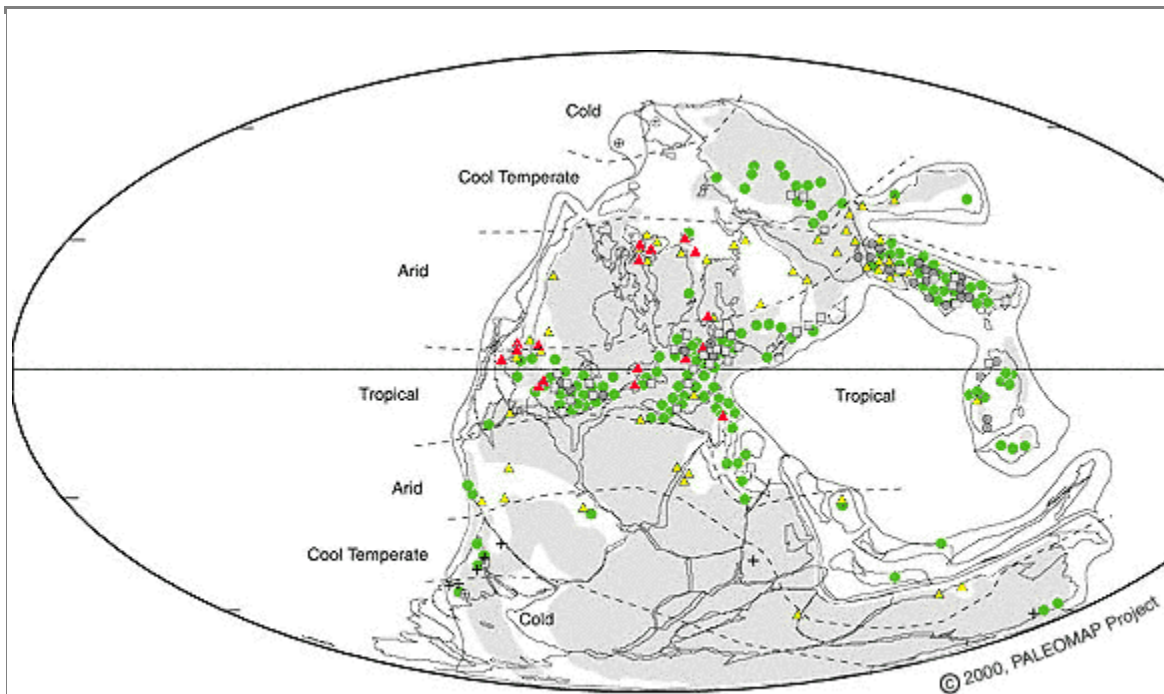 Cold
Cool Temperate
Arid
Tropical
Tropical
Arid
Cool Temperate
Cold
© 2000, PALEOMAP Project